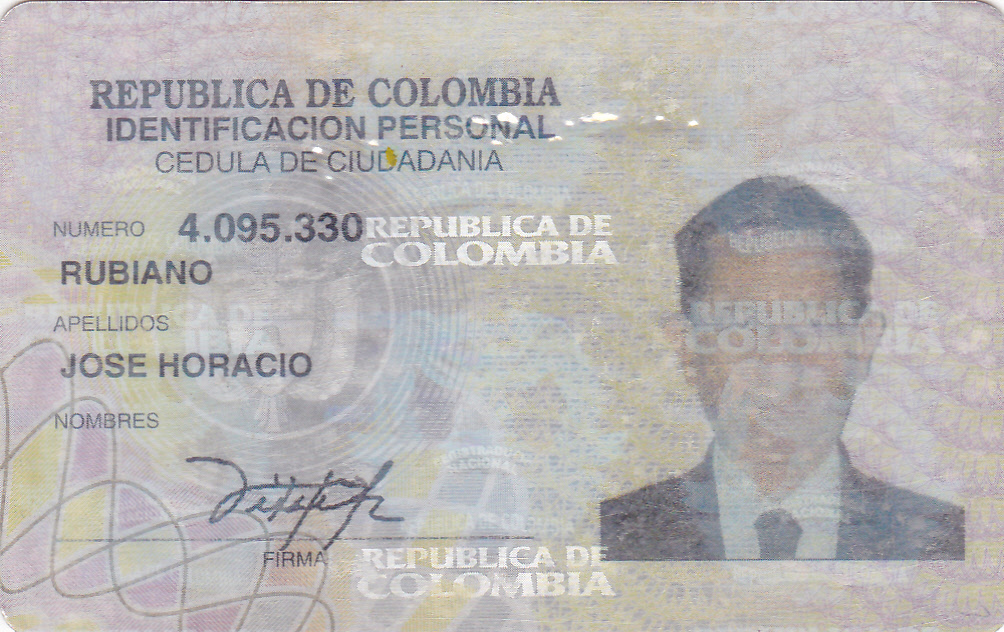 REPUBLICA DE COLOMBIA
IDENTIFICACION PERSONAL
CEDULA DE CIUDADANIA
NUMERO 4.095.330
REPUBLICA DE
COLOMBIA
RUBIANO
APELLIDOS
JOSE HORACIO
NOMBRES
REPUBLICA DE
COLOMBIA
FIRMA
REPUBLICA DE
COLOMBIA